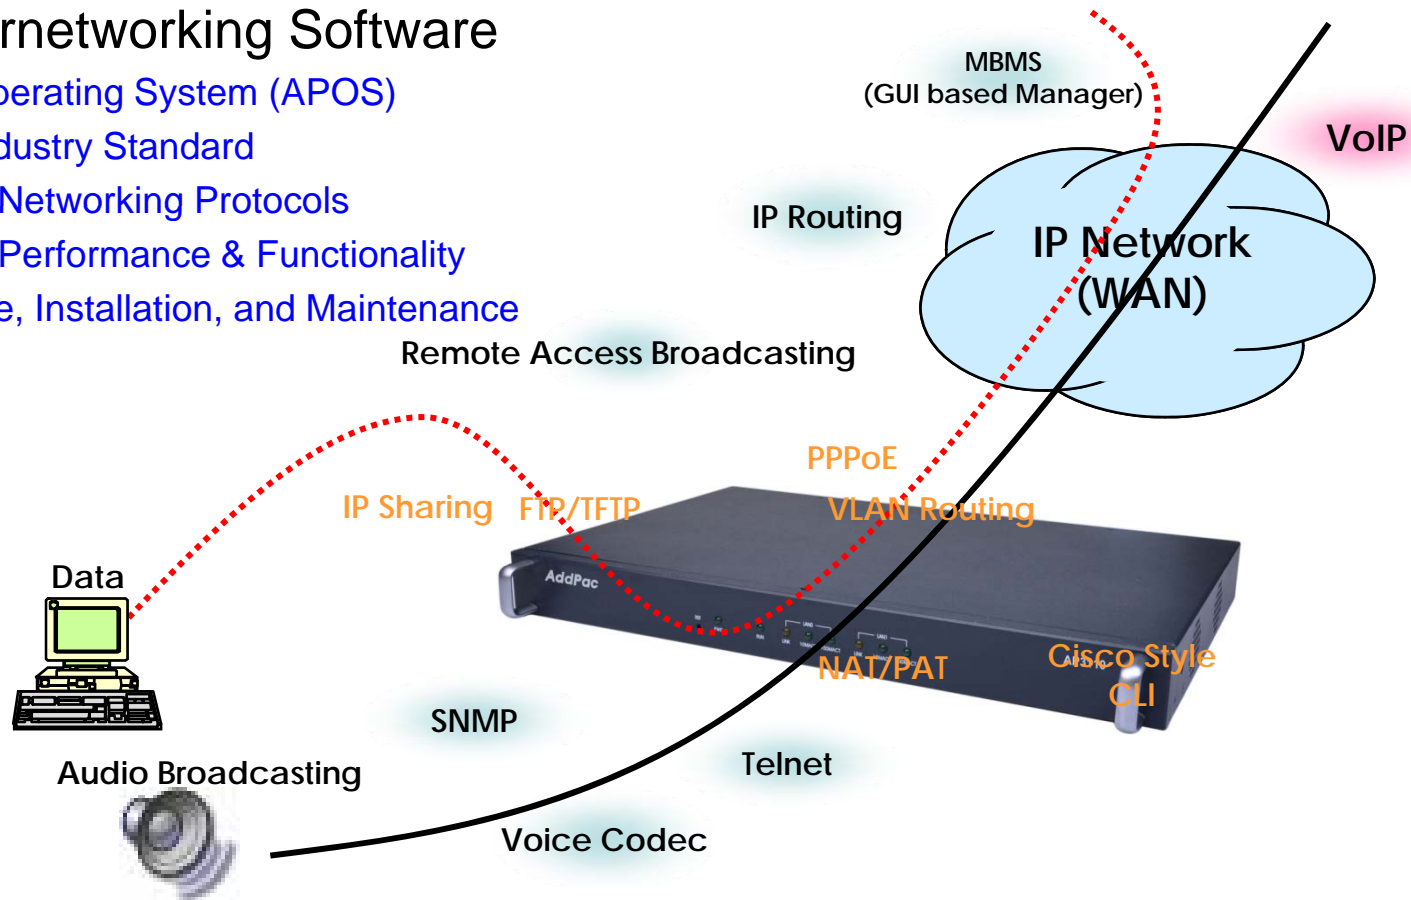 rnetworking Software
perating System (APOS)
dustry Standard
Networking Protocols
Performance & Functionality
e, Installation, and Maintenance
MBMS
(GUI based Manager)
VoIP
IP Routing
IP Network
(WAN)
Remote Access Broadcasting
PPPoE
IP Sharing
FTP/TFTP
VLAN Routing
Data
AddPac
NAT/PAT
Cisco Style
CLI
SNMP
Telnet
Audio Broadcasting
Voice Codec